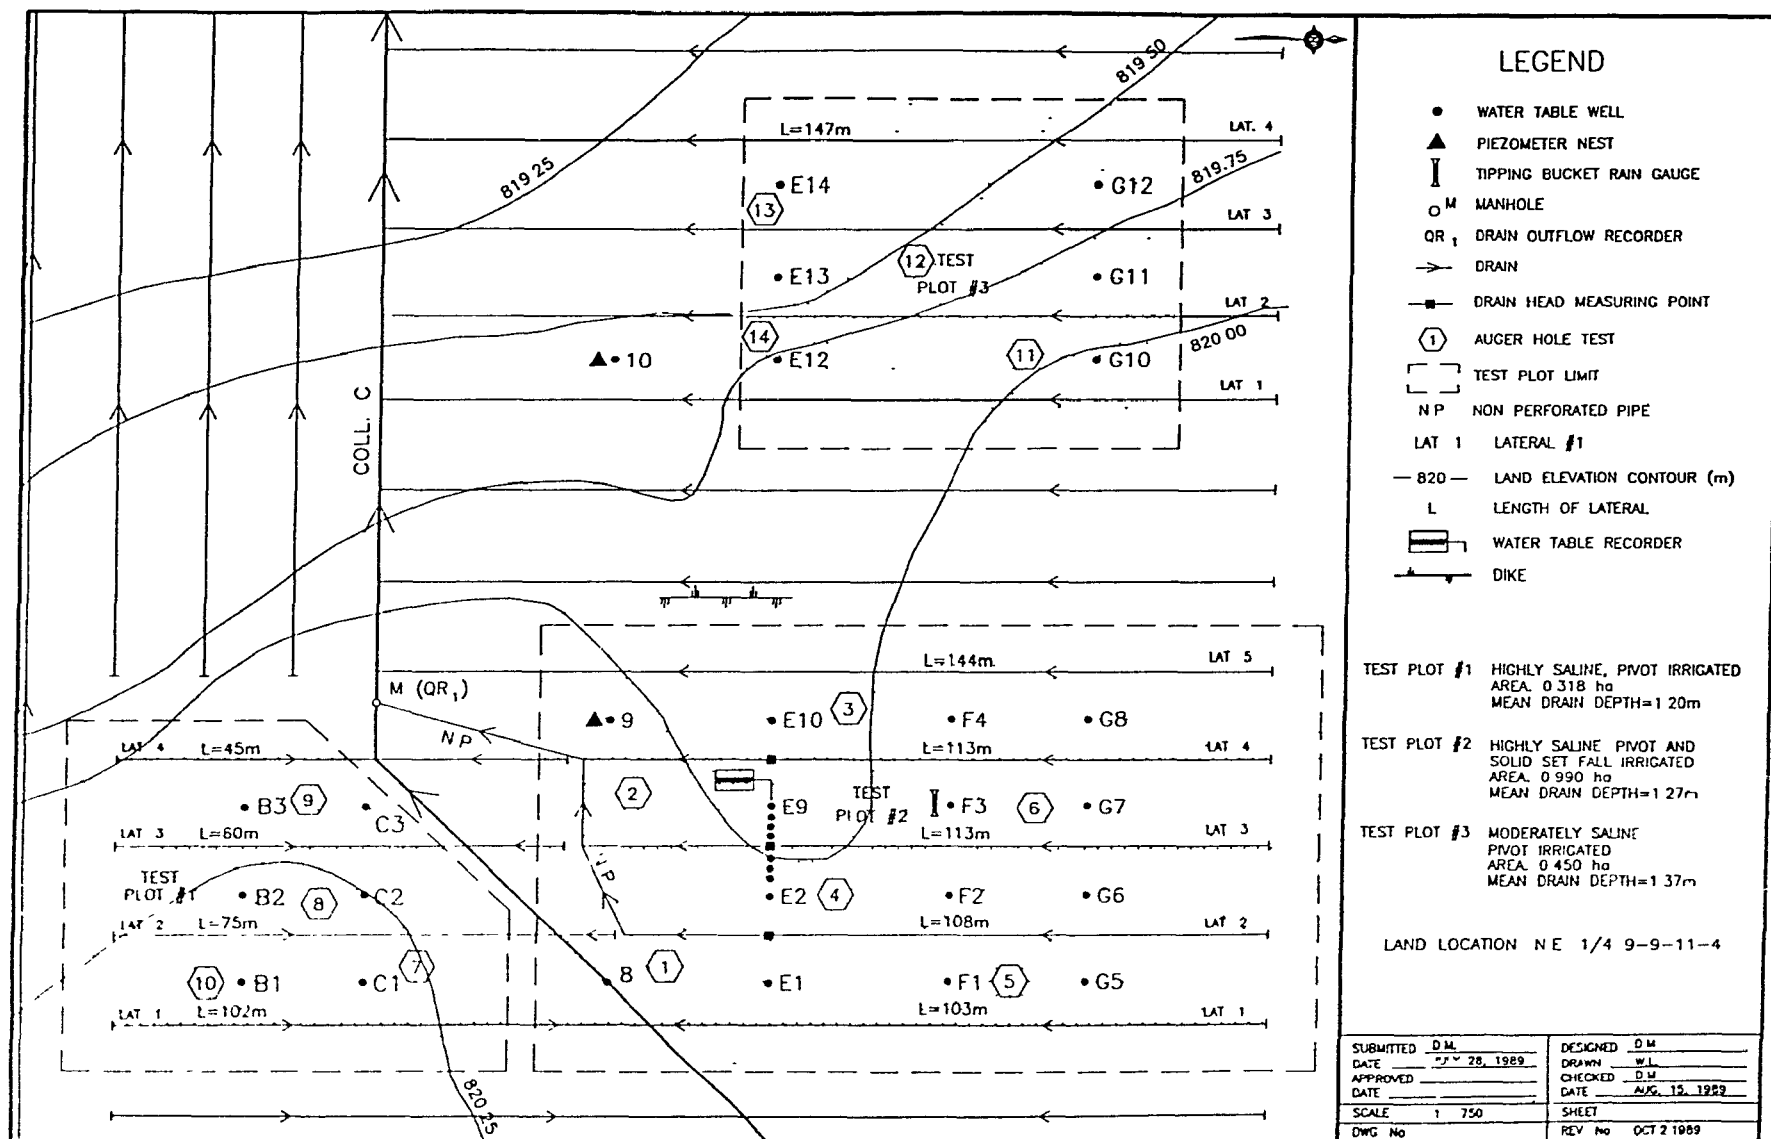 819 50
L=147m
LAT. 4
819 25
819.75
E14
G12
13
LAT 3
12
TEST
PLOT #3
E13
G11
LAT 2
14
820 00
10
E12
11
G10
LAT 1
COLL. C
L=144m
LAT 5
M (QR1)
9
E10
3
F4
G8
N P
LAT 4
L=45m
L=113m
LAT 4
B3
9
C3
2
E9
TEST
PLOT #2
F3
6
G7
LAT 3
L=60m
L=113m
LAT 3
N P
TEST
PLOT #1
B2
8
C2
E2
4
F2
G6
LAT 2
L=75m
L=108m
LAT 2
10
B1
C1
7
8
1
E1
F1
5
G5
LAT 1
L=102m
L=103m
LAT 1
820.25
LEGEND
WATER TABLE WELL
PIEZOMETER NEST
TIPPING BUCKET RAIN GAUGE
M MANHOLE
QR1 DRAIN OUTFLOW RECORDER
DRAIN
DRAIN HEAD MEASURING POINT
1 AUGER HOLE TEST
TEST PLOT LIMIT
N P NON PERFORATED PIPE
LAT 1 LATERAL #1
820 LAND ELEVATION CONTOUR (m)
L LENGTH OF LATERAL
WATER TABLE RECORDER
DIKE
TEST PLOT #1 HIGHLY SALINE, PIVOT IRRIGATED
AREA. 0 318 ha
MEAN DRAIN DEPTH=1 20m
TEST PLOT #2 HIGHLY SALINE PIVOT AND
SOLID SET FALL IRRIGATED
AREA. 0 990 ha
MEAN DRAIN DEPTH=1 27m
TEST PLOT #3 MODERATELY SALINE
PIVOT IRRIGATED
AREA. 0 450 ha
MEAN DRAIN DEPTH=1 37m
LAND LOCATION N E 1/4 9-9-11-4
SUBMITTED D M.
DATE 28, 1989
APPROVED
DATE
SCALE 1 750
DWG No
DESIGNED D M
DRAWN W.L.
CHECKED D M
DATE AUG. 15, 1989
SHEET
REV No OCT 2 1989